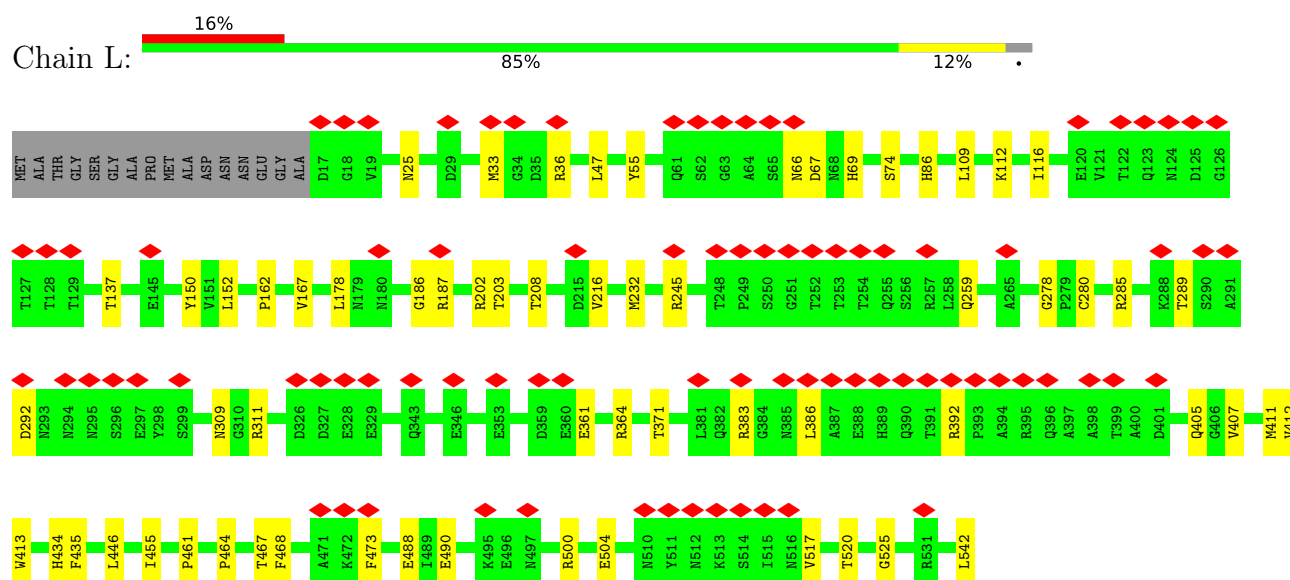 16%
Chain L:
85% 12% •
MET ALA THR GLY SER GLY ALA PRO MET ALA ASP ASN ASN GLU GLY ALA D17 G18 V19 N25 D29 M33 G34 D35 R36 L47 Y55 Q61 S62 G63 A64 S65 N66 D67 N68 H69 S74 H86 L109 K112 I116 E120 V121 T122 Q123 N124 D125 G126
T127 T128 T129 T137 E145 Y150 V151 L152 P162 V167 L178 N179 N180 G186 R187 R202 T203 T208 D215 V216 M232 R245 T248 P249 S250 G251 T252 T253 T254 Q255 S256 R257 L258 Q259 A265 G278 P279 C280 R285 K288 T289 S290 A291
D292 N293 N294 N295 S296 E297 Y298 S299 N309 G310 R311 D326 D327 E328 E329 Q343 E346 E353 D359 E360 E361 R364 T371 L381 Q382 R383 G384 N385 L386 A387 E388 H389 Q390 T391 R392 P393 A394 R395 Q396 A397 A398 T399 A400 D401 Q405 G406 V407 M411 V412
W413 H434 F435 L446 I455 P461 P464 T467 F468 A471 K472 F473 E488 I489 E490 K495 E496 N497 R500 E504 N510 Y511 N512 K513 S514 I515 N516 V517 T520 G525 R531 L542